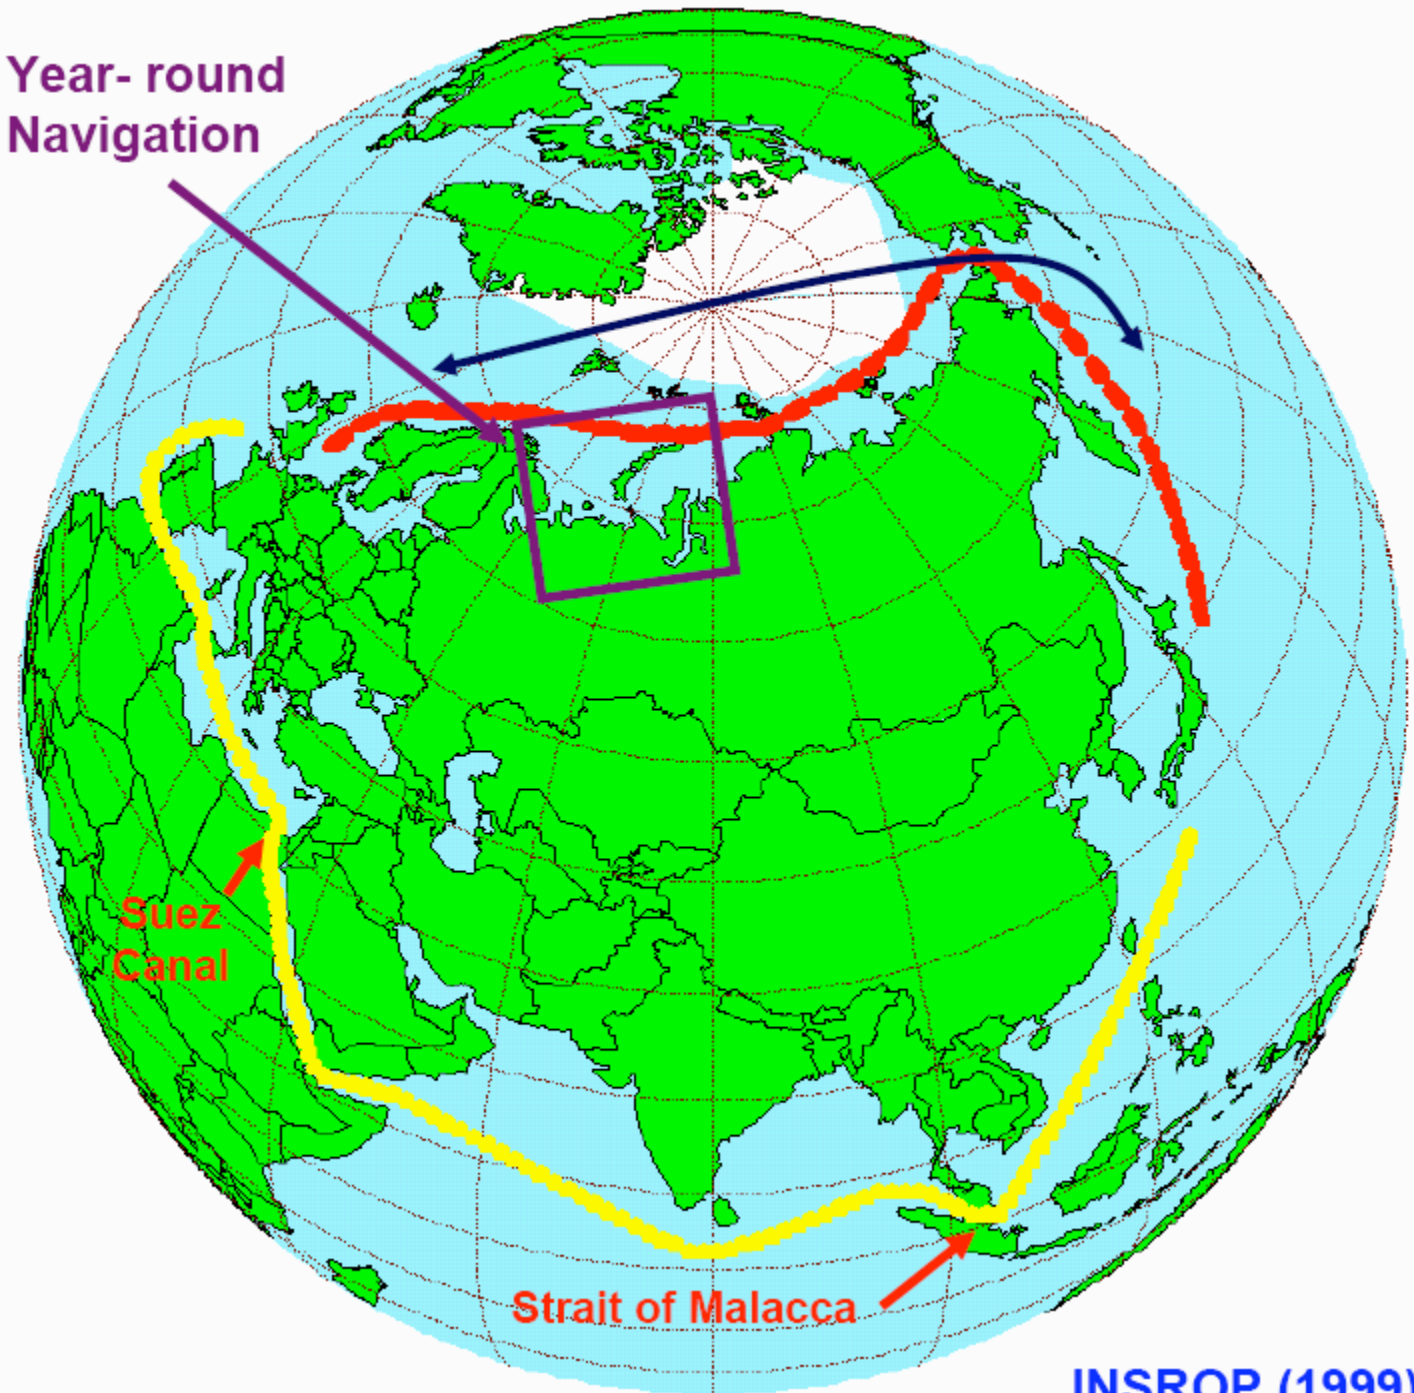 Year- round
Navigation
Suez
Canal
Strait of Malacca
INSROP (1999)